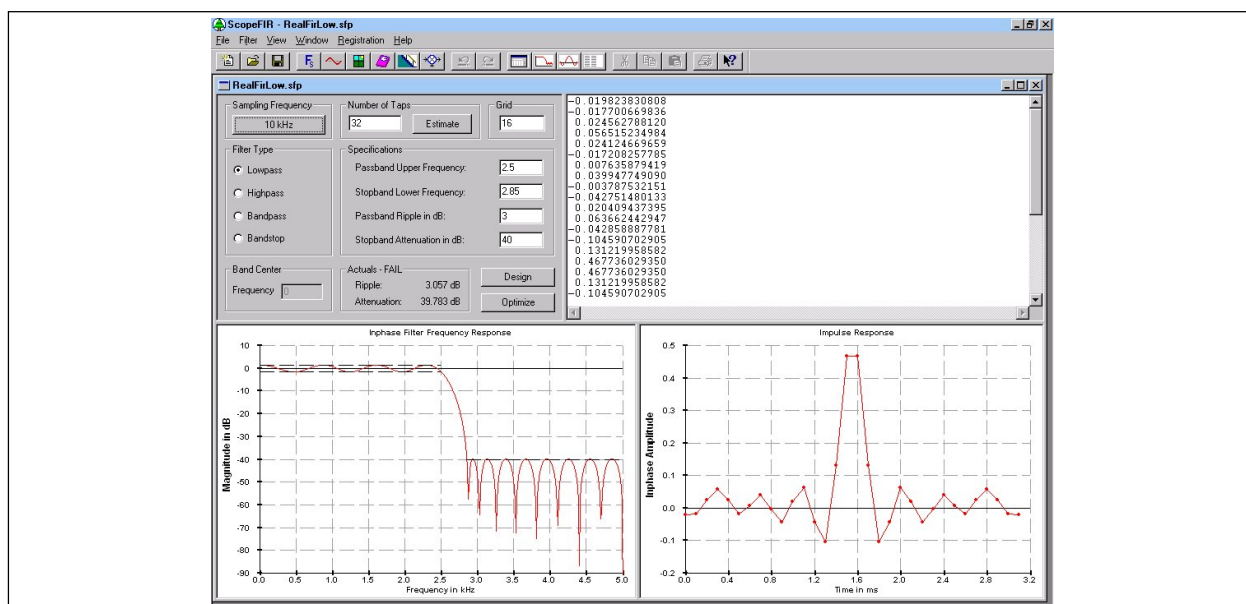 ScopeFIR - RealFirLow.sfp
File Filter View Window Registration Help
RealFirLow.sfp
Sampling Frequency
10 kHz
Number of Taps
32
Estimate
Grid
16
Filter Type
Lowpass
Highpass
Bandpass
Bandstop
Specifications
Passband Upper Frequency: 2.5
Stopband Lower Frequency: 2.85
Passband Ripple in dB: 3
Stopband Attenuation in dB: 40
Band Center
Frequency 0
Actuals - FAIL
Ripple: 3.057 dB
Attenuation: 39.783 dB
Design
Optimize
-0.019823830808
-0.017700669836
0.024562788120
0.056515234984
0.024124669659
-0.017208257785
0.007635879419
0.039947749090
-0.003787532151
-0.042751480133
0.020409437395
0.063662442947
-0.042858887781
-0.104590702905
0.131219958582
0.467736029350
0.467736029350
0.131219958582
-0.104590702905
Inphase Filter Frequency Response
Magnitude in dB
10
0
-10
-20
-30
-40
-50
-60
-70
-80
-90
0.0 0.5 1.0 1.5 2.0 2.5 3.0 3.5 4.0 4.5 5.0
Frequency in kHz
Impulse Response
Inphase Amplitude
0.5
0.4
0.3
0.2
0.1
0.0
-0.1
-0.2
0.0 0.4 0.8 1.2 1.6 2.0 2.4 2.8 3.2
Time in ms